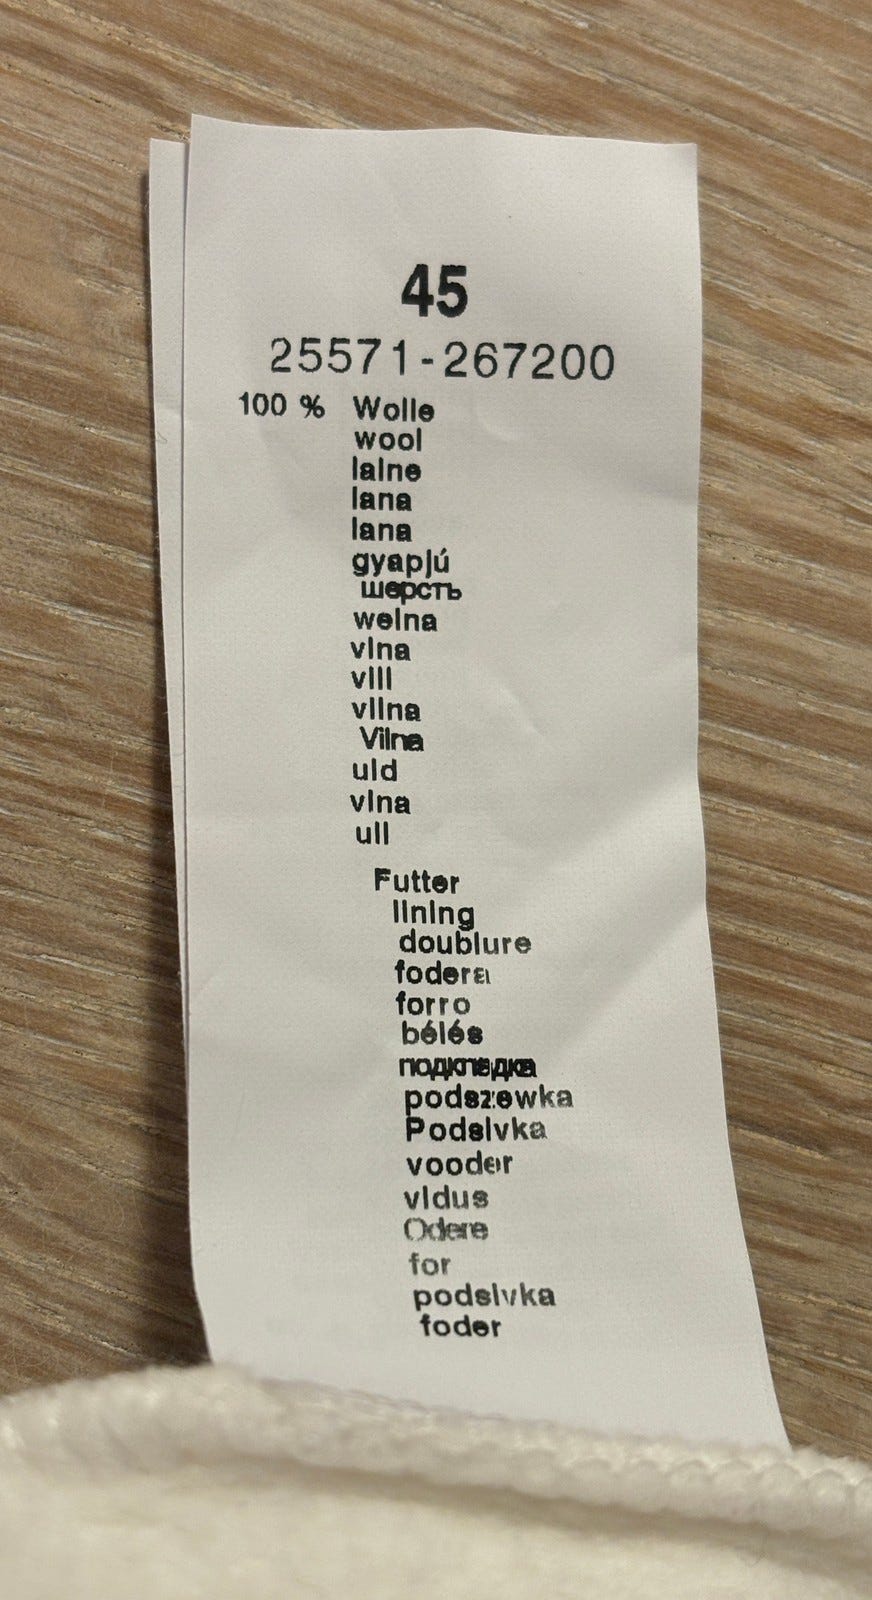 45
25571-267200
100 % Wolle
wool
laine
lana
lana
gyapjú
шерсть
wełna
vlna
vill
vilna
Vilna
uld
vlna
ull
Futter
lining
doublure
fodera
forro
bélés
подкладка
podszewka
Podsivka
vooder
vidus
Odere
for
podsivka
foder